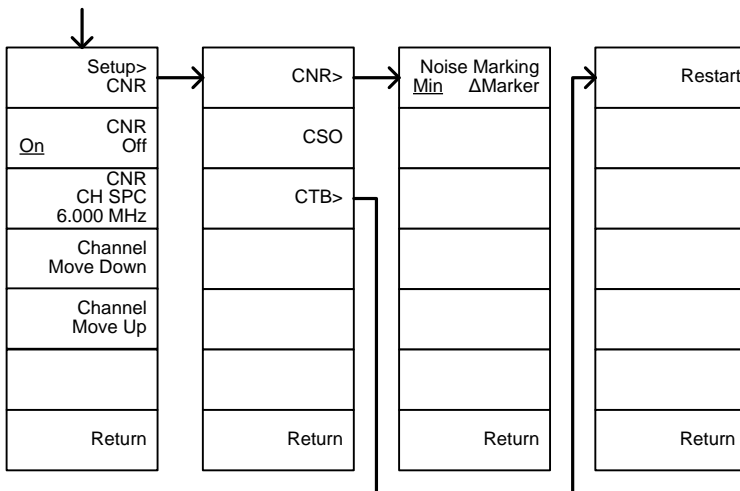 Setup>
CNR
CNR
On Off
CNR
CH SPC
6.000 MHz
Channel
Move Down
Channel
Move Up
Return
CNR>
CSO
CTB>
Return
Noise Marking
Min ΔMarker
Return
Restart
Return